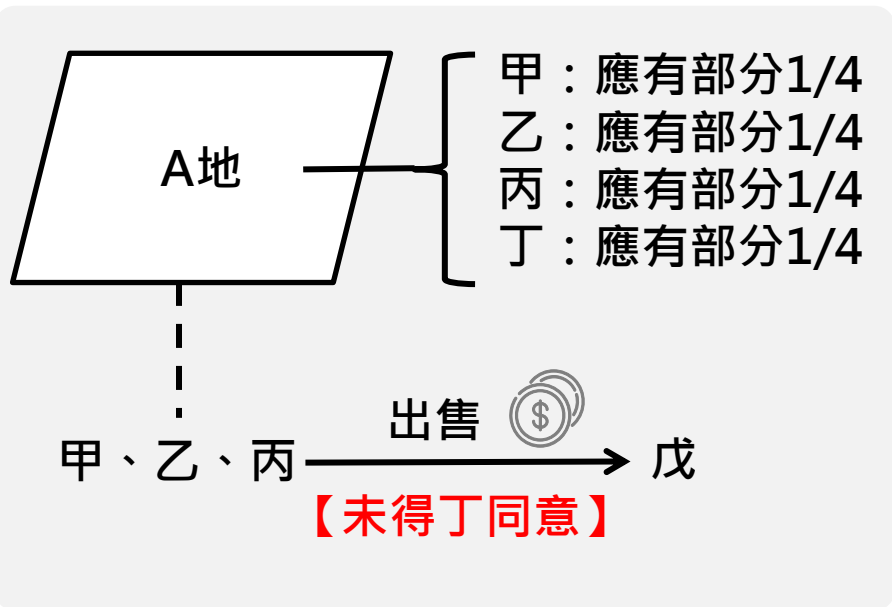 甲：應有部分1/4
乙：應有部分1/4
丙：應有部分1/4
丁：應有部分1/4
A地
出售 $
甲、乙、丙 戊
【未得丁同意】